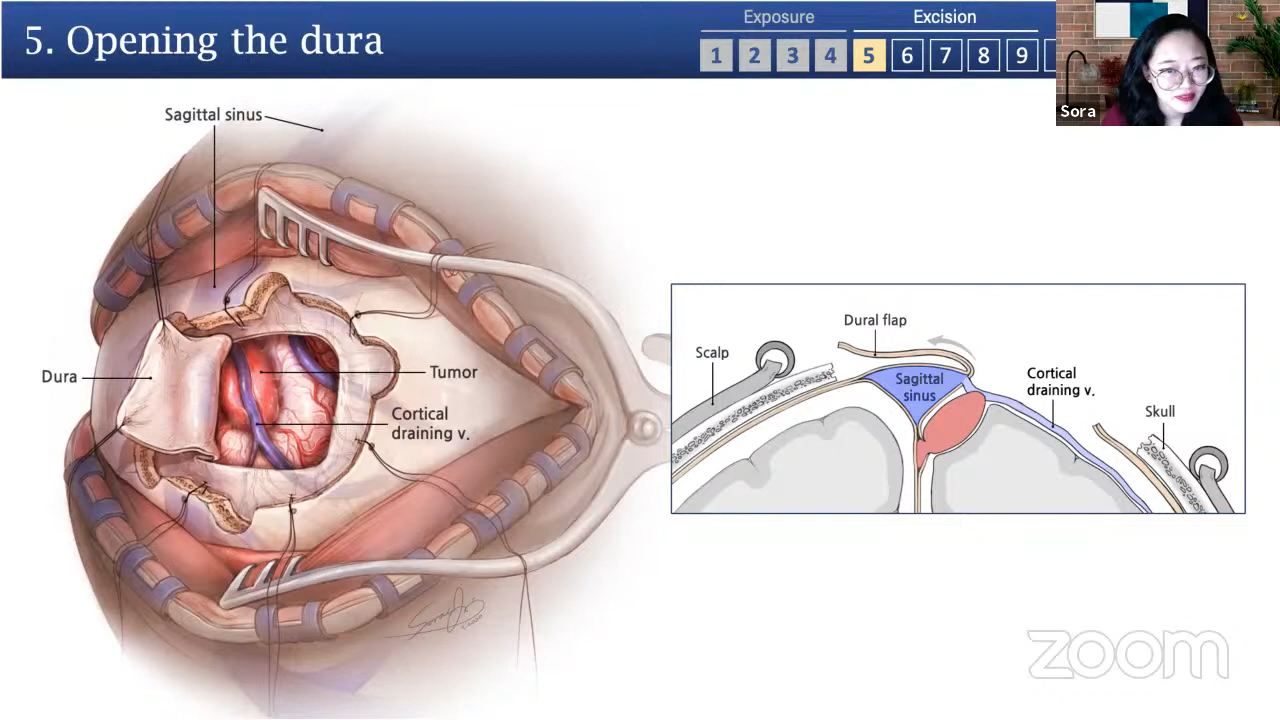 5. Opening the dura
Exposure
Excision
1 2 3 4 5 6 7 8 9
Sora
Sagittal sinus
Dura
Tumor
Cortical
draining v.
Dural flap
Scalp
Sagittal
sinus
Cortical
draining v.
Skull
zoom